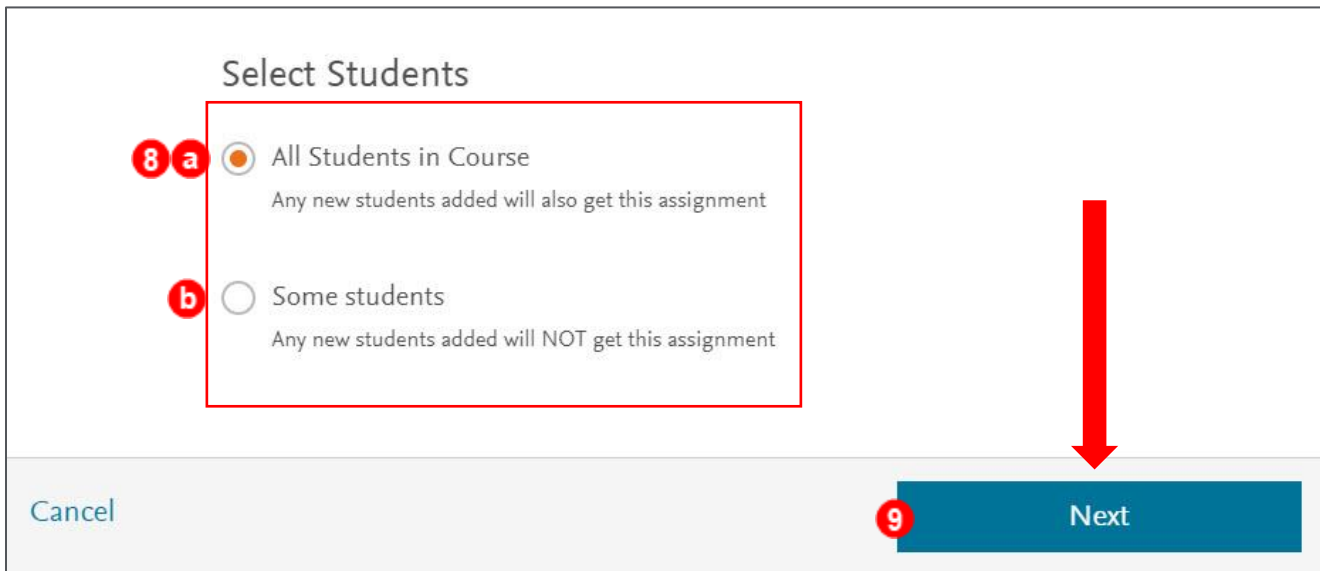 Select Students
8 a All Students in Course
Any new students added will also get this assignment
b Some students
Any new students added will NOT get this assignment
Cancel 9 Next